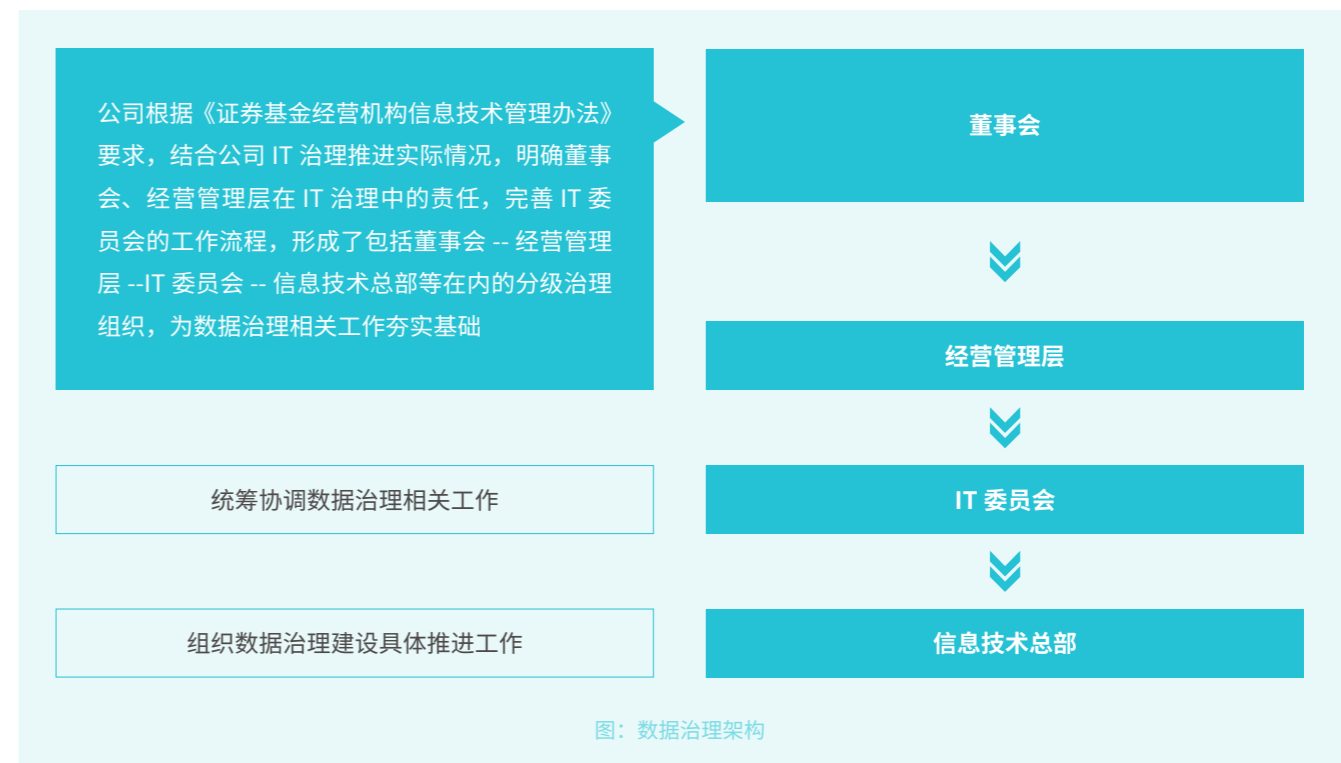 公司根据《证券基金经营机构信息技术管理办法》
要求，结合公司 IT 治理推进实际情况，明确董事
会、经营管理层在 IT 治理中的责任，完善 IT 委
员会的工作流程，形成了包括董事会 -- 经营管理
层 --IT 委员会 -- 信息技术总部等在内的分级治理
组织，为数据治理相关工作夯实基础
董事会
经营管理层
统筹协调数据治理相关工作
IT 委员会
组织数据治理建设具体推进工作
信息技术总部
图：数据治理架构